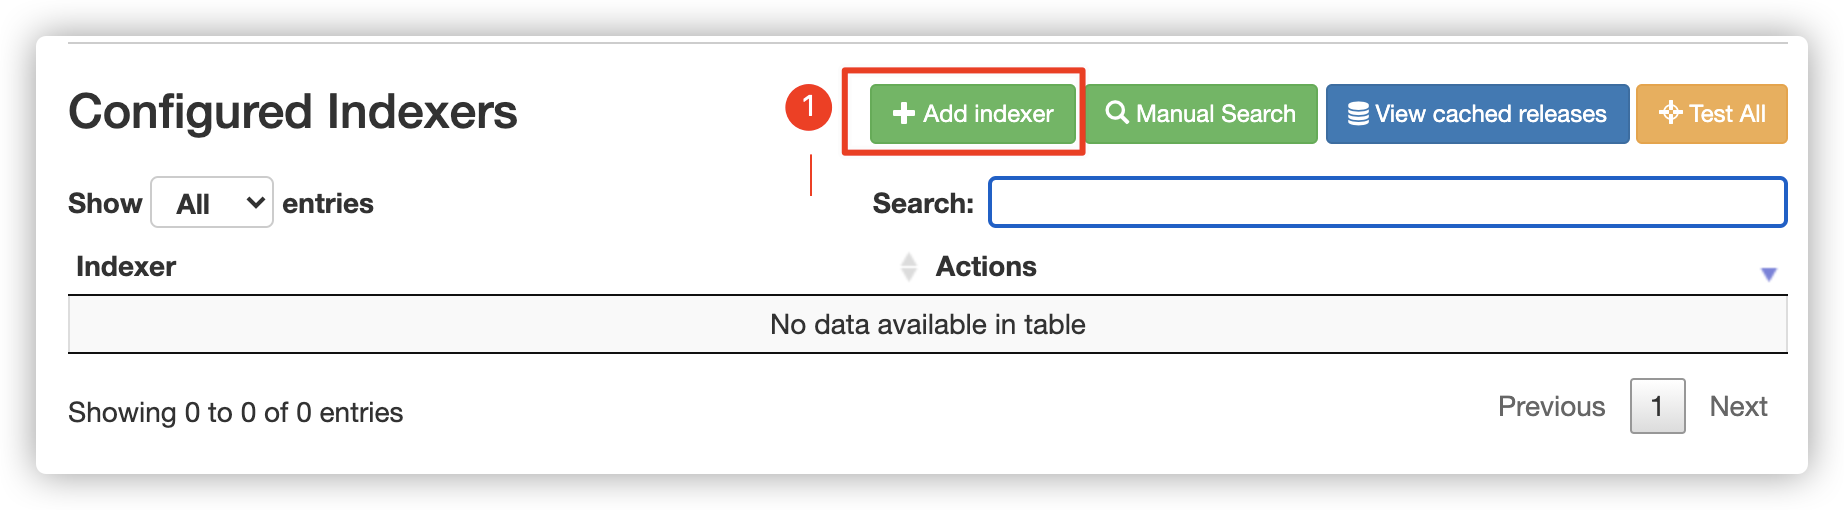 Configured Indexers
1
Add indexer
Manual Search
View cached releases
Test All
Show All entries
Search:
Indexer
Actions
No data available in table
Showing 0 to 0 of 0 entries
Previous 1 Next